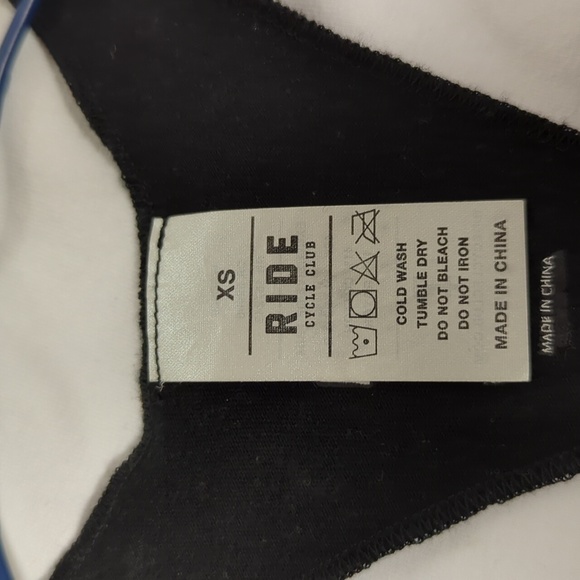 XS
RIDE
CYCLE CLUB
COLD WASH
TUMBLE DRY
DO NOT BLEACH
DO NOT IRON
MADE IN CHINA
MADE IN CHINA